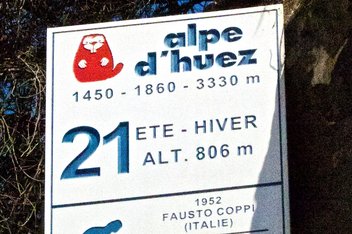 alpe
d'huez
1450 - 1860 - 3330 m
21 ETE - HIVER
ALT. 806 m
1952
FAUSTO COPPI
(ITALIE)